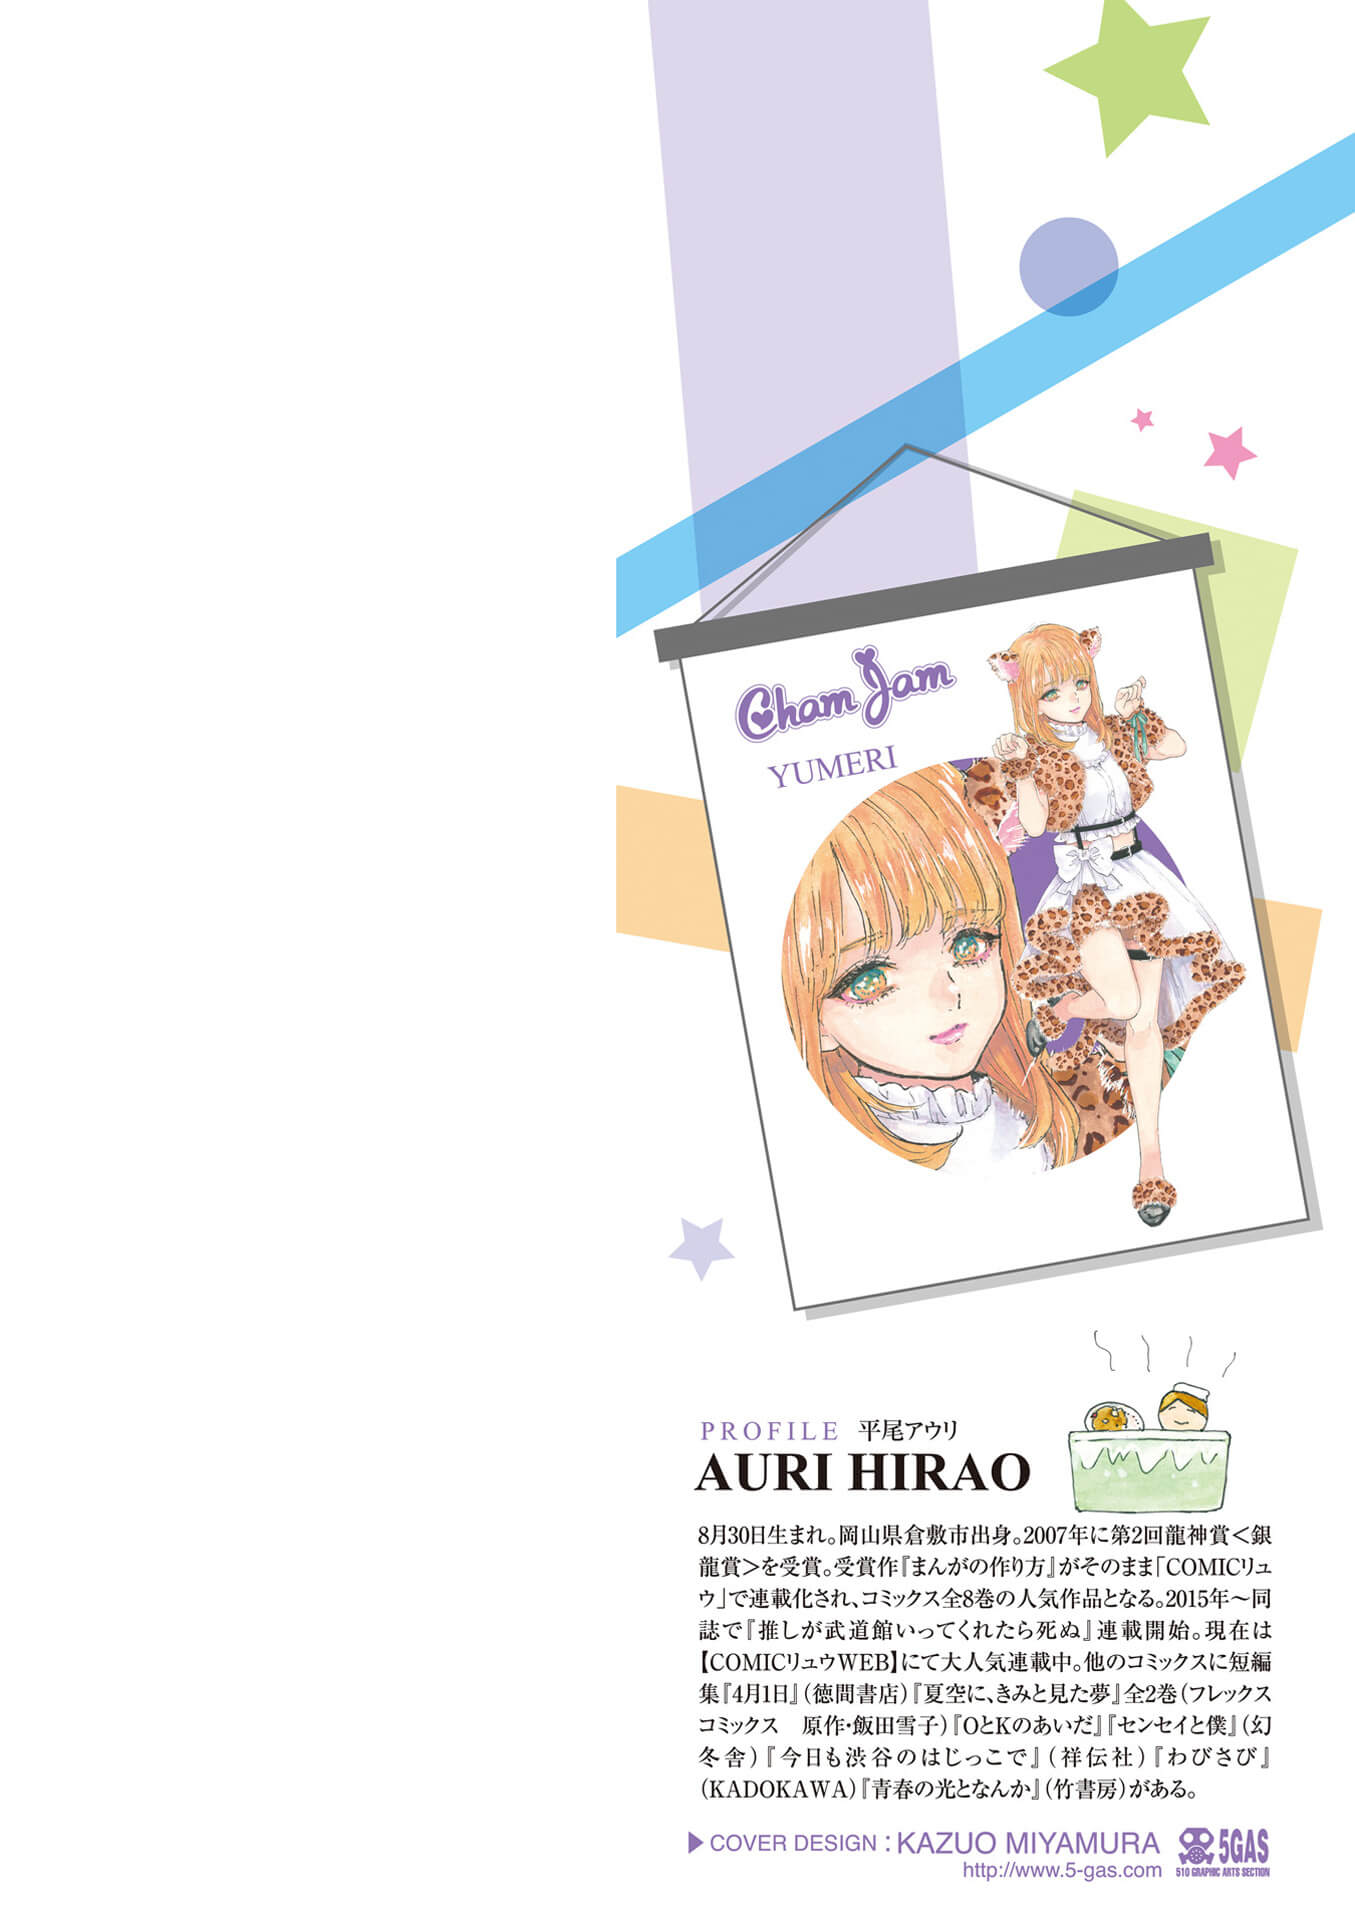 Cham Jam
YUMERI
PROFILE 平尾アウリ
AURI HIRAO
8月30日生まれ。岡山県倉敷市出身。2007年に第2回龍神賞＜銀
龍賞＞を受賞。受賞作『まんがの作り方』がそのまま「COMICリュ
ウ」で連載化され、コミックス全8巻の人気作品となる。2015年～同
誌で『推しが武道館いってくれたら死ぬ』連載開始。現在は
【COMICリュウWEB】にて大人気連載中。他のコミックスに短編
集『4月1日』（徳間書店）『夏空に、きみと見た夢』全2巻（フレックス
コミックス　原作・飯田雪子）『OとKのあいだ』『センセイと僕』（幻
冬舎）『今日も渋谷のはじっこで』（祥伝社）『わびさび』
（KADOKAWA）『青春の光となんか』（竹書房）がある。
▶COVER DESIGN：KAZUO MIYAMURA
http://www.5-gas.com
5GAS
510 GRAPHIC ARTS SECTION